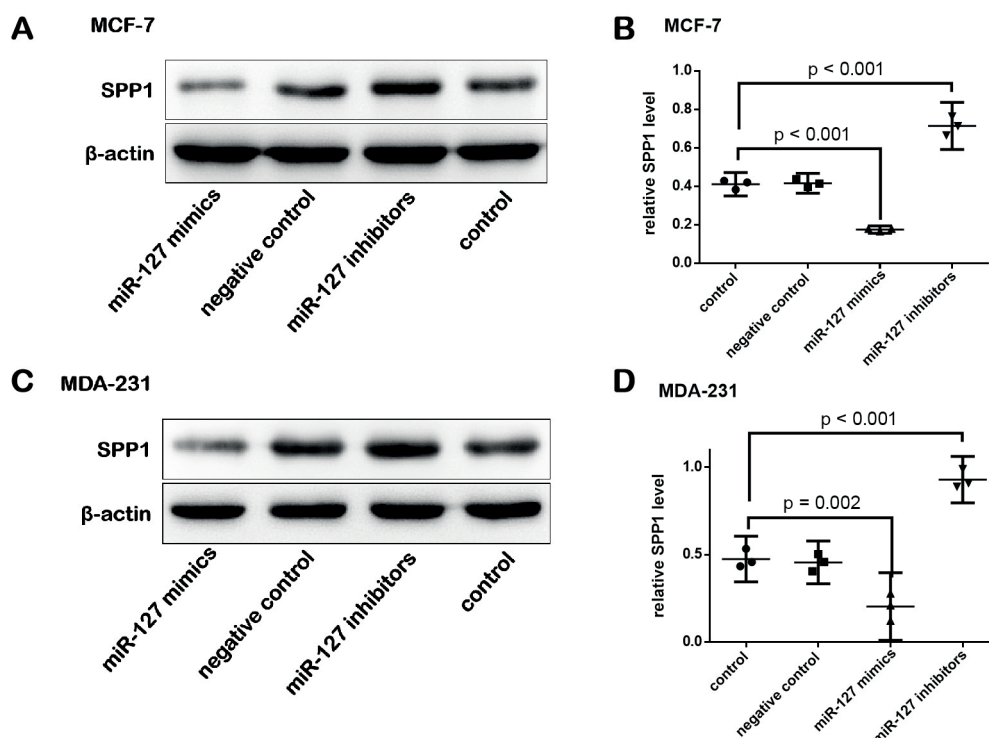 A
MCF-7
SPP1
β-actin
miR-127 mimics
negative control
miR-127 inhibitors
control
B
MCF-7
relative SPP1 level
1.0
0.8
0.6
0.4
0.2
0.0
p < 0.001
p < 0.001
control
negative control
miR-127 mimics
miR-127 inhibitors
C
MDA-231
SPP1
β-actin
miR-127 mimics
negative control
miR-127 inhibitors
control
D
MDA-231
relative SPP1 level
1.0
0.5
0.0
p < 0.001
p = 0.002
control
negative control
miR-127 mimics
miR-127 inhibitors